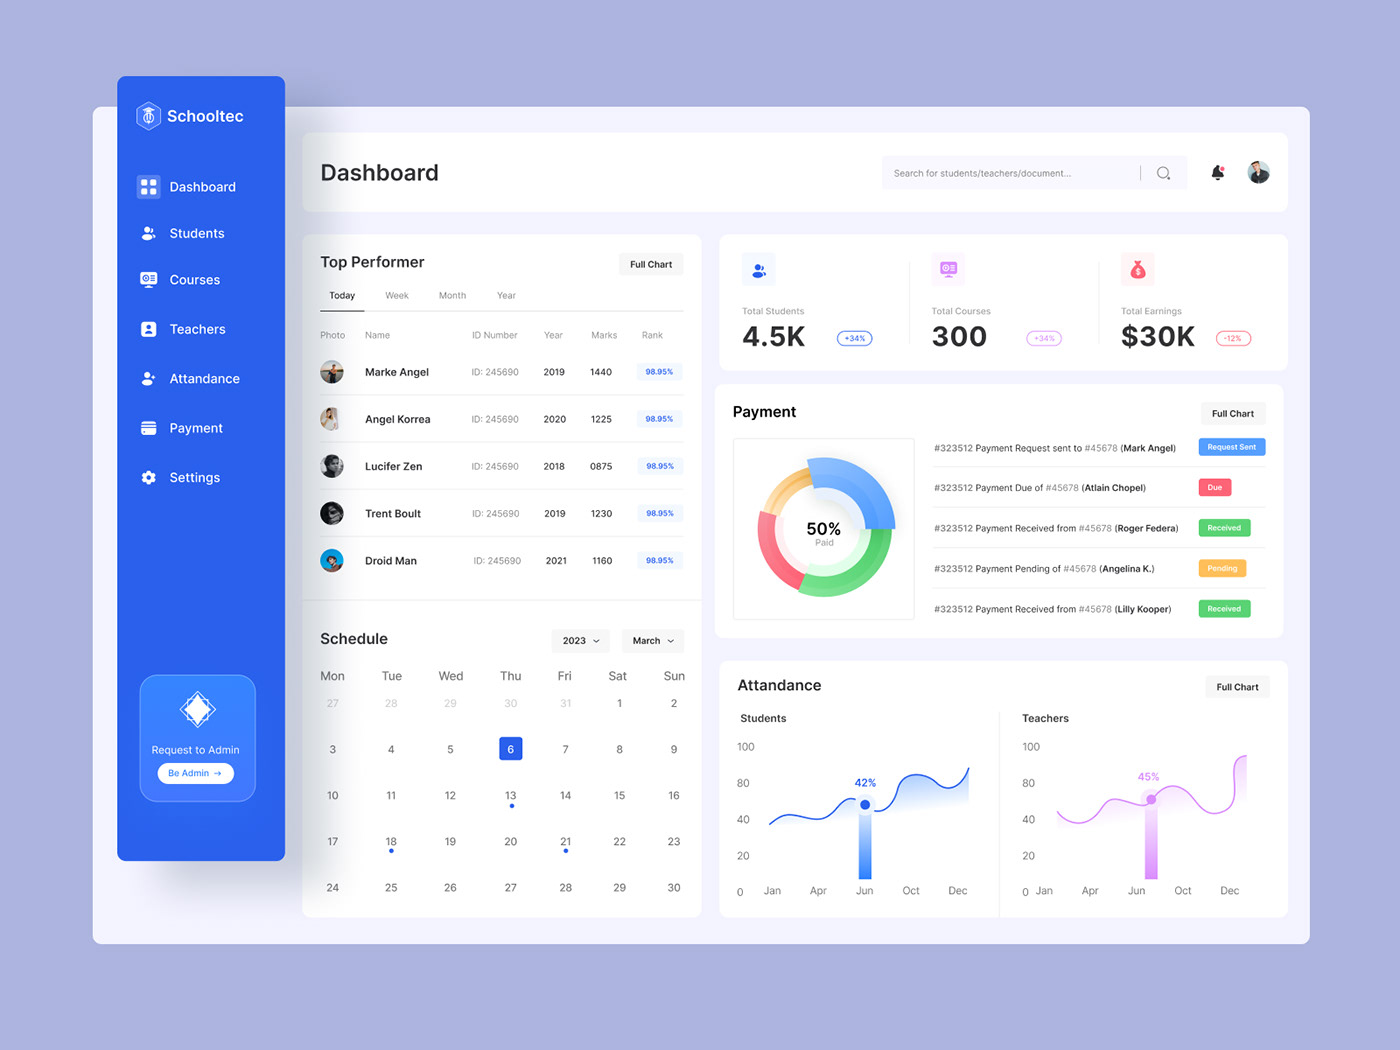 Schooltec
Dashboard
Students
Courses
Teachers
Attandance
Payment
Settings
Request to Admin
Be Admin →
Dashboard
Search for students/teachers/document...
Top Performer
Full Chart
Today Week Month Year
Photo Name ID Number Year Marks Rank
Marke Angel ID: 245690 2019 1440 98.95%
Angel Korrea ID: 245690 2020 1225 98.95%
Lucifer Zen ID: 245690 2018 0875 98.95%
Trent Boult ID: 245690 2019 1230 98.95%
Droid Man ID: 245690 2021 1160 98.95%
Schedule
2023 March
Mon Tue Wed Thu Fri Sat Sun
27 28 29 30 31 1 2
3 4 5 6 7 8 9
10 11 12 13 14 15 16
17 18 19 20 21 22 23
24 25 26 27 28 29 30
Total Students
4.5K +34%
Total Courses
300 +34%
Total Earnings
$30K -12%
Payment
Full Chart
50%
Paid
#323512 Payment Request sent to #45678 (Mark Angel) Request Sent
#323512 Payment Due of #45678 (Atlain Chopel) Due
#323512 Payment Received from #45678 (Roger Federa) Received
#323512 Payment Pending of #45678 (Angelina K.) Pending
#323512 Payment Received from #45678 (Lilly Kooper) Received
Attandance
Full Chart
Students
100
80
40
20
0
42%
Jan Apr Jun Oct Dec
Teachers
100
80
40
20
0
45%
Jan Apr Jun Oct Dec